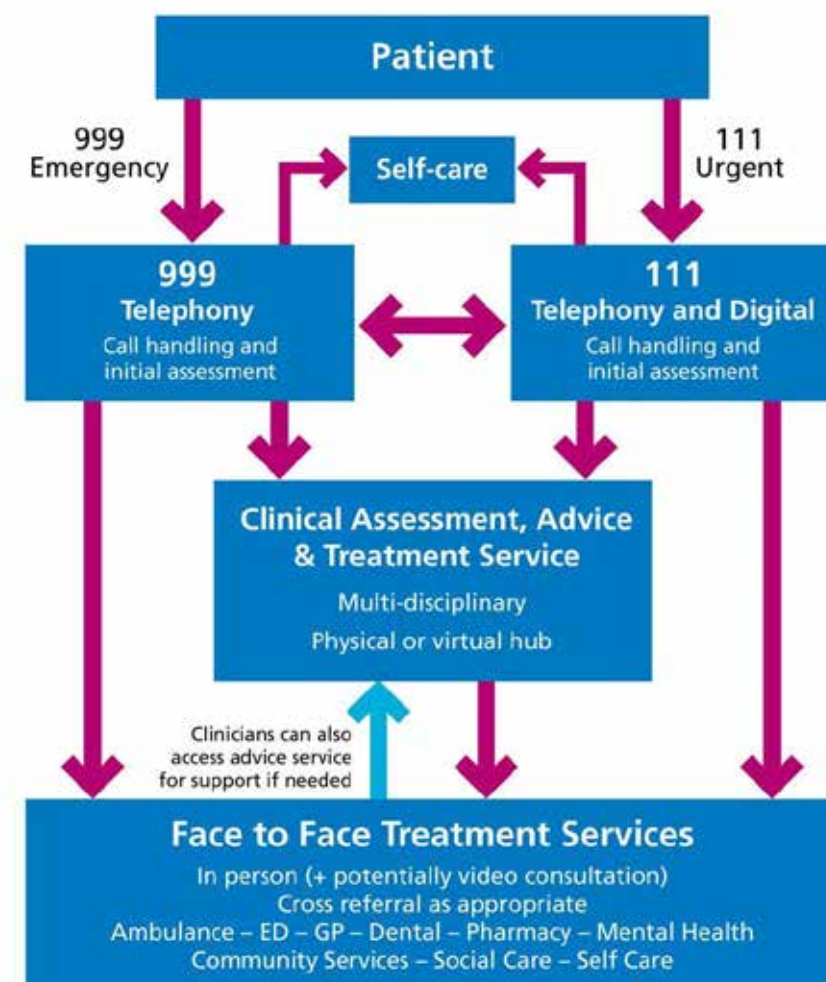 Patient
999
Emergency
111
Urgent
Self-care
999
Telephony
Call handling and
initial assessment
111
Telephony and Digital
Call handling and
initial assessment
Clinical Assessment, Advice
& Treatment Service
Multi-disciplinary
Physical or virtual hub
Clinicians can also
access advice service
for support if needed
Face to Face Treatment Services
In person (+ potentially video consultation)
Cross referral as appropriate
Ambulance – ED – GP – Dental – Pharmacy – Mental Health
Community Services – Social Care – Self Care